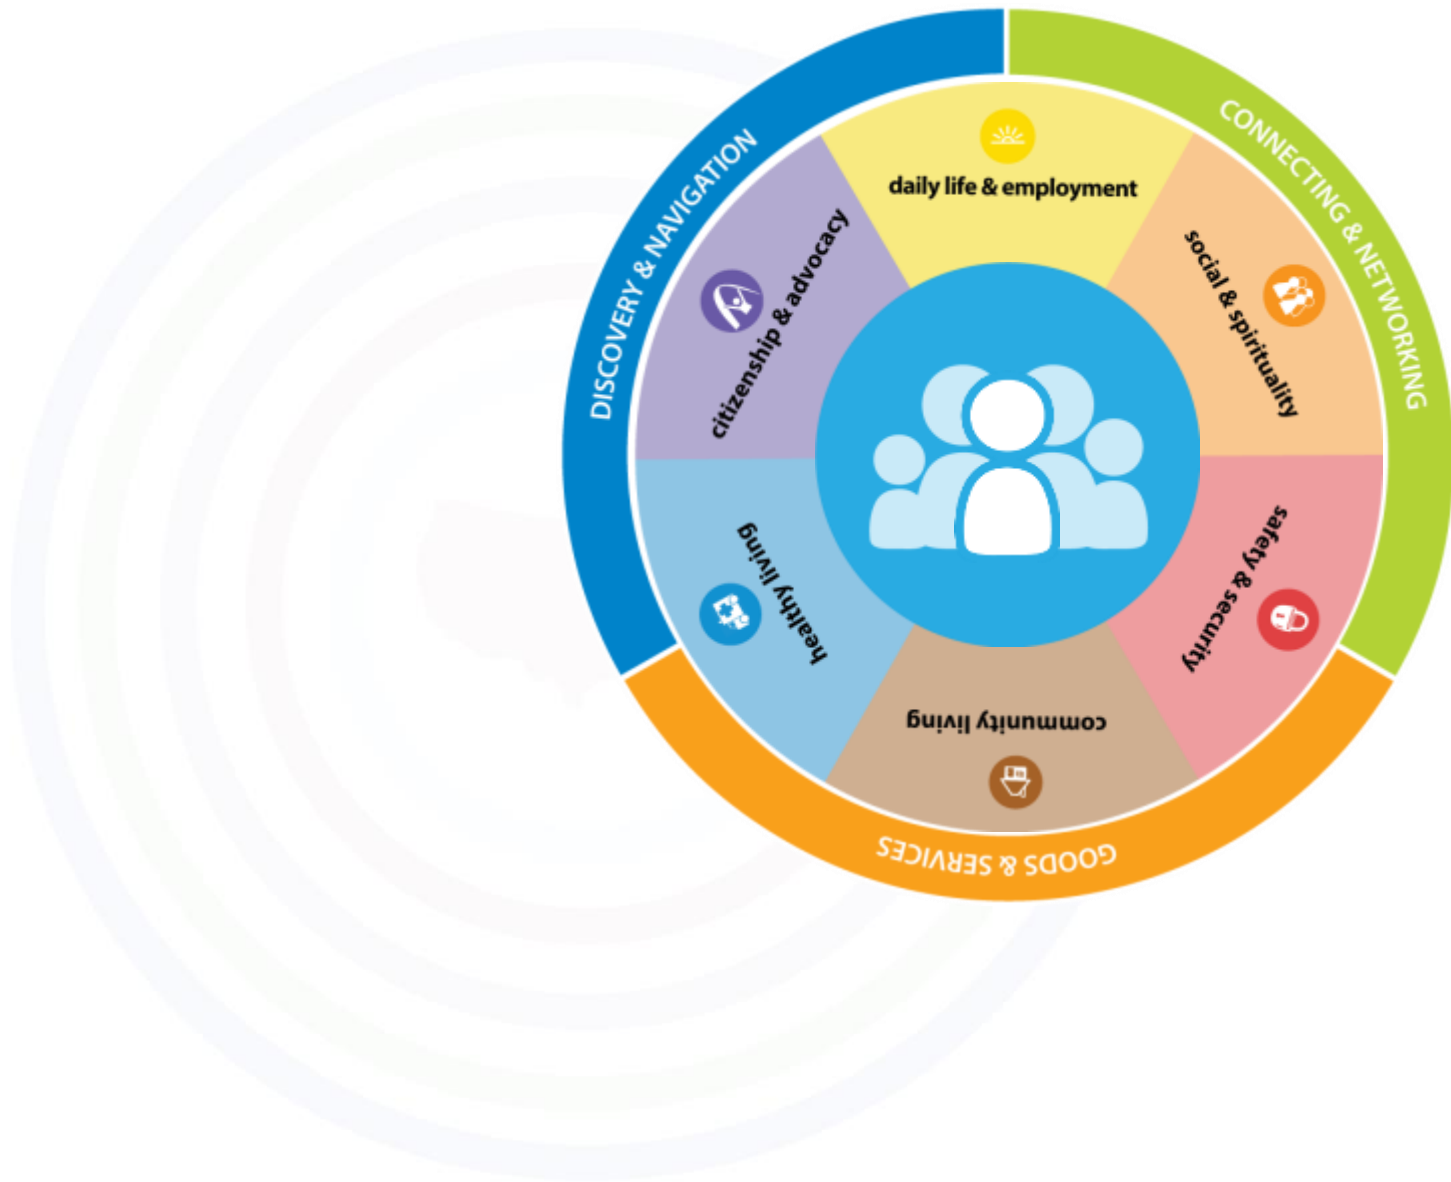 DISCOVERY & NAVIGATION
CONNECTING & NETWORKING
GOODS & SERVICES
daily life & employment
social & spirituality
safety & security
community living
healthy living
citizenship & advocacy